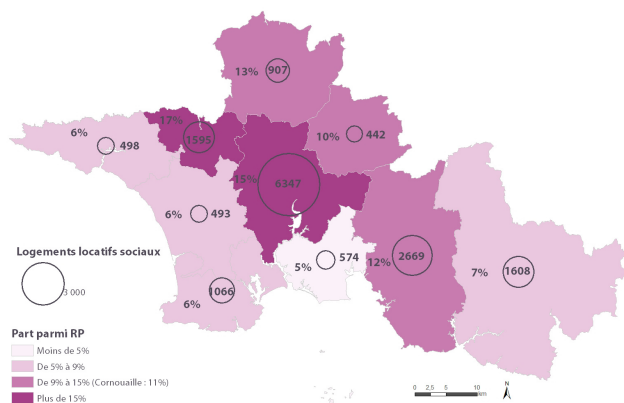 13% 907
17%
1595
6% 498
10% 442
15% 6347
6% 493
5% 574
12% 2669
7% 1608
1066
6%
Logements locatifs sociaux
3 000
Part parmi RP
Moins de 5%
De 5% à 9%
De 9% à 15% (Cornouaille : 11%)
Plus de 15%
0 2,5 5 10
km
N